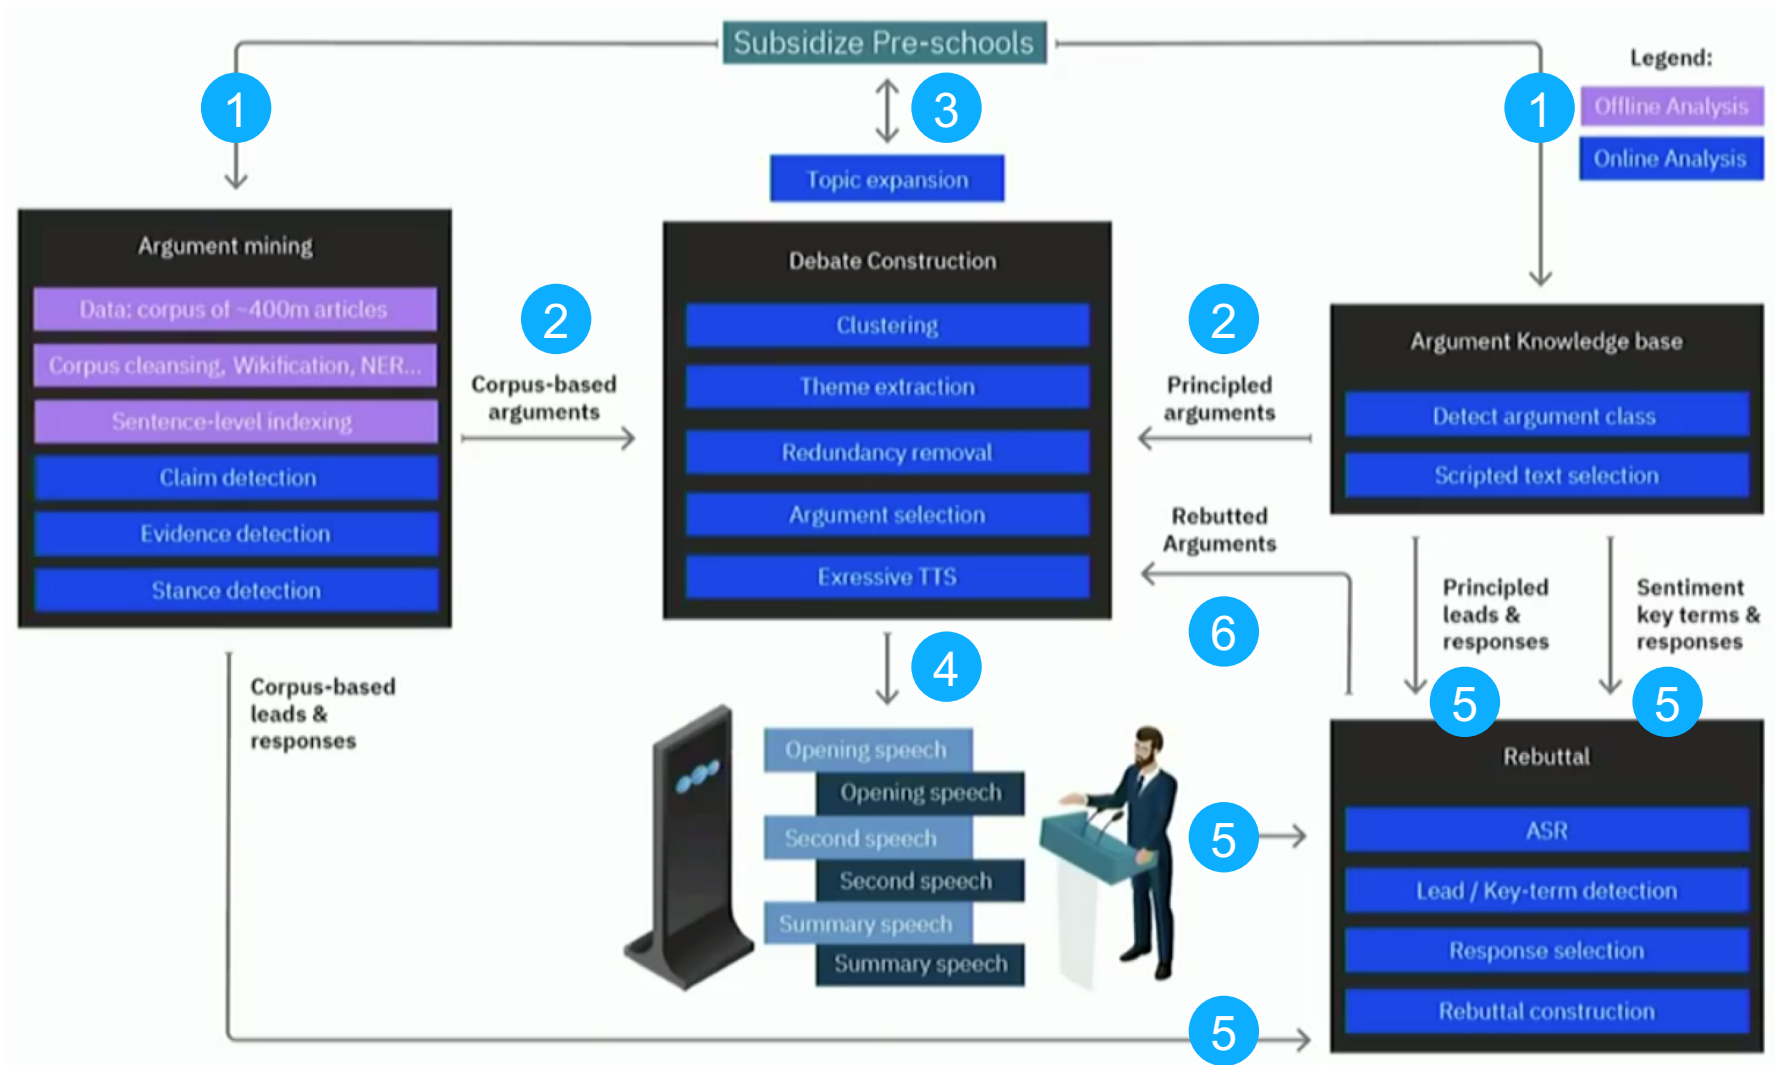 Subsidize Pre-schools
1
3
1
Legend:
Offline Analysis
Online Analysis
Topic expansion
Argument mining
Data: corpus of ~400m articles
Corpus cleansing, Wikification, NER...
Sentence-level indexing
Claim detection
Evidence detection
Stance detection
2
Corpus-based
arguments
Debate Construction
Clustering
Theme extraction
Redundancy removal
Argument selection
Exressive TTS
2
Principled
arguments
Argument Knowledge base
Detect argument class
Scripted text selection
Rebutted
Arguments
6
Principled
leads &
responses
Sentiment
key terms &
responses
5
5
Corpus-based
leads &
responses
4
Opening speech
Opening speech
Second speech
Second speech
Summary speech
Summary speech
5
Rebuttal
ASR
Lead / Key-term detection
Response selection
Rebuttal construction
5